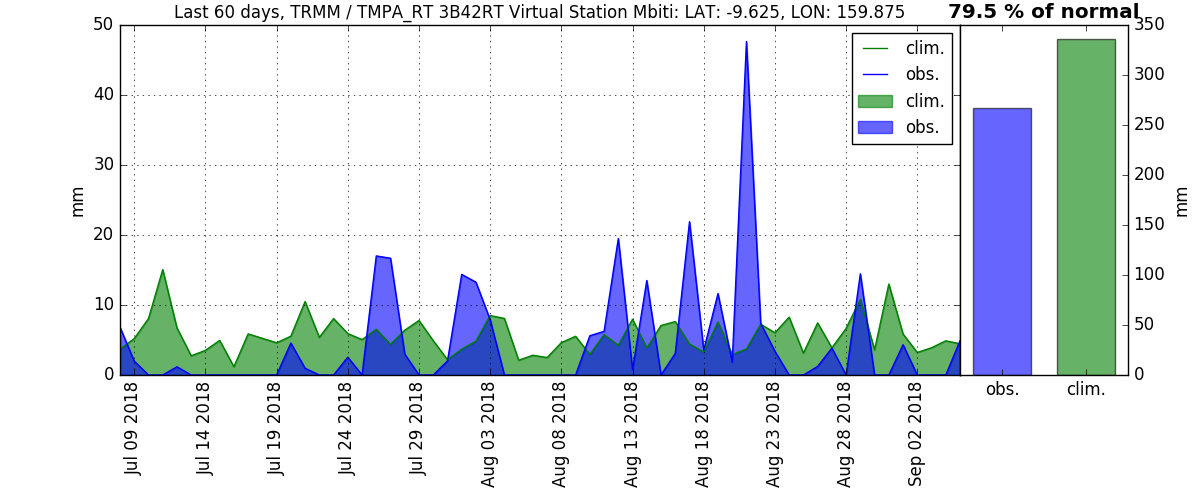 Last 60 days, TRMM / TMPA_RT 3B42RT Virtual Station Mbiti: LAT: -9.625, LON: 159.875
79.5 % of normal
50
40
30
20
10
0
mm
clim.
obs.
clim.
obs.
Jul 09 2018
Jul 14 2018
Jul 19 2018
Jul 24 2018
Jul 29 2018
Aug 03 2018
Aug 08 2018
Aug 13 2018
Aug 18 2018
Aug 23 2018
Aug 28 2018
Sep 02 2018
350
300
250
200
150
100
50
0
mm
obs.
clim.